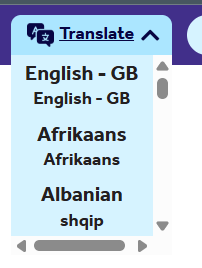 Translate
English - GB
English - GB
Afrikaans
Afrikaans
Albanian
shqip